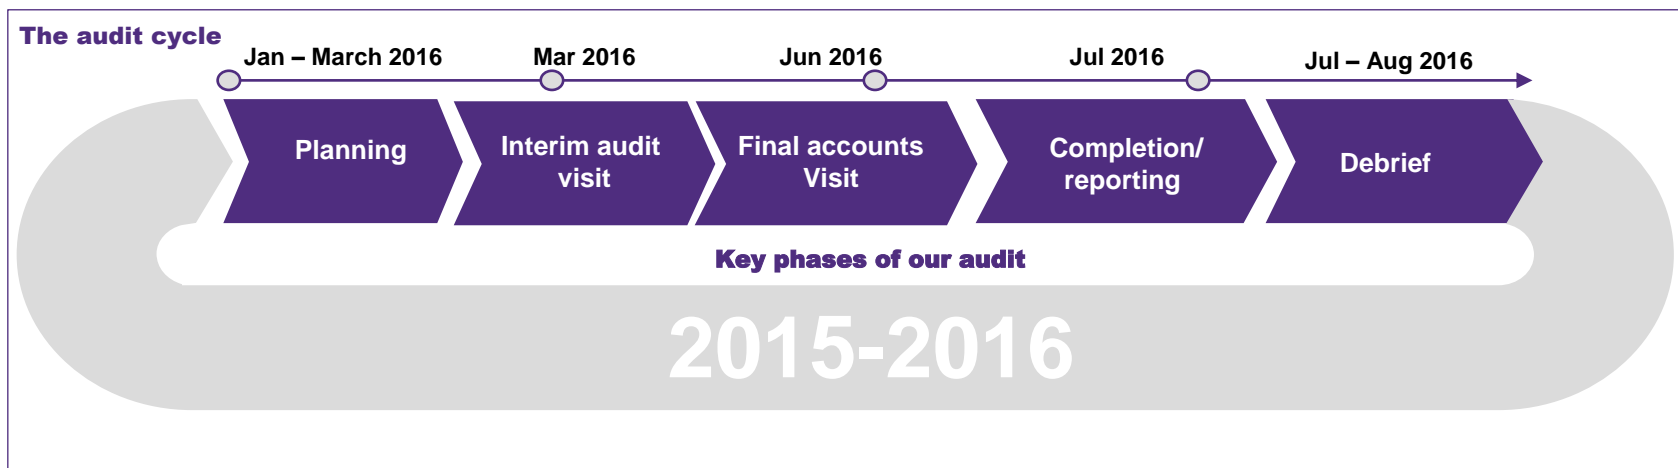 The audit cycle
Jan – March 2016
Mar 2016
Jun 2016
Jul 2016
Jul – Aug 2016
Planning
Interim audit
visit
Final accounts
Visit
Completion/
reporting
Debrief
Key phases of our audit
2015-2016